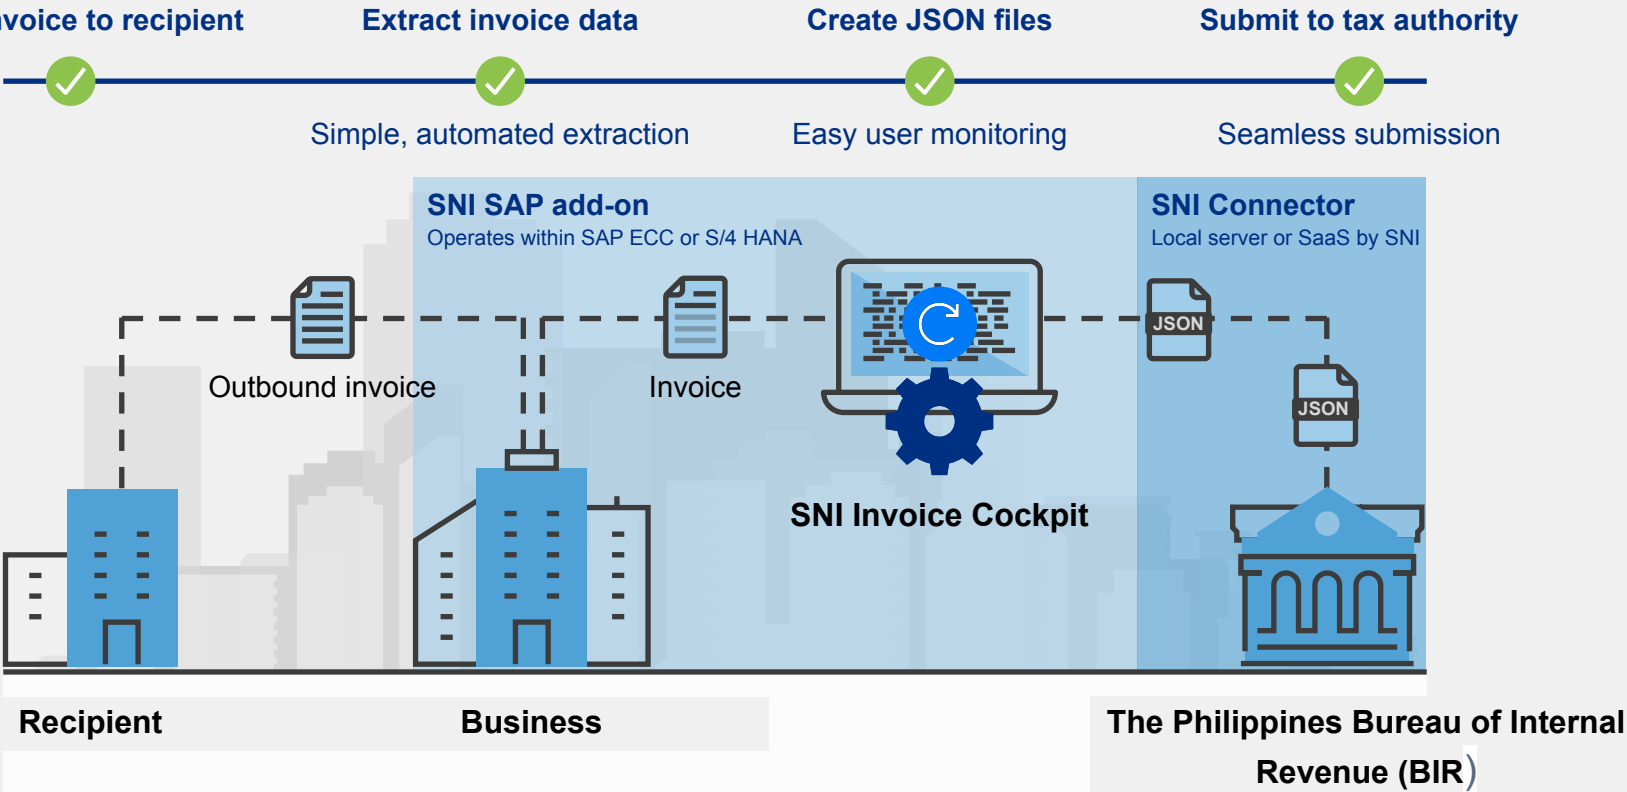 voice to recipient
Extract invoice data
Create JSON files
Submit to tax authority
Simple, automated extraction
Easy user monitoring
Seamless submission
SNI SAP add-on
Operates within SAP ECC or S/4 HANA
SNI Connector
Local server or SaaS by SNI
JSON
Outbound invoice
Invoice
JSON
SNI Invoice Cockpit
Recipient
Business
The Philippines Bureau of Internal
Revenue (BIR)